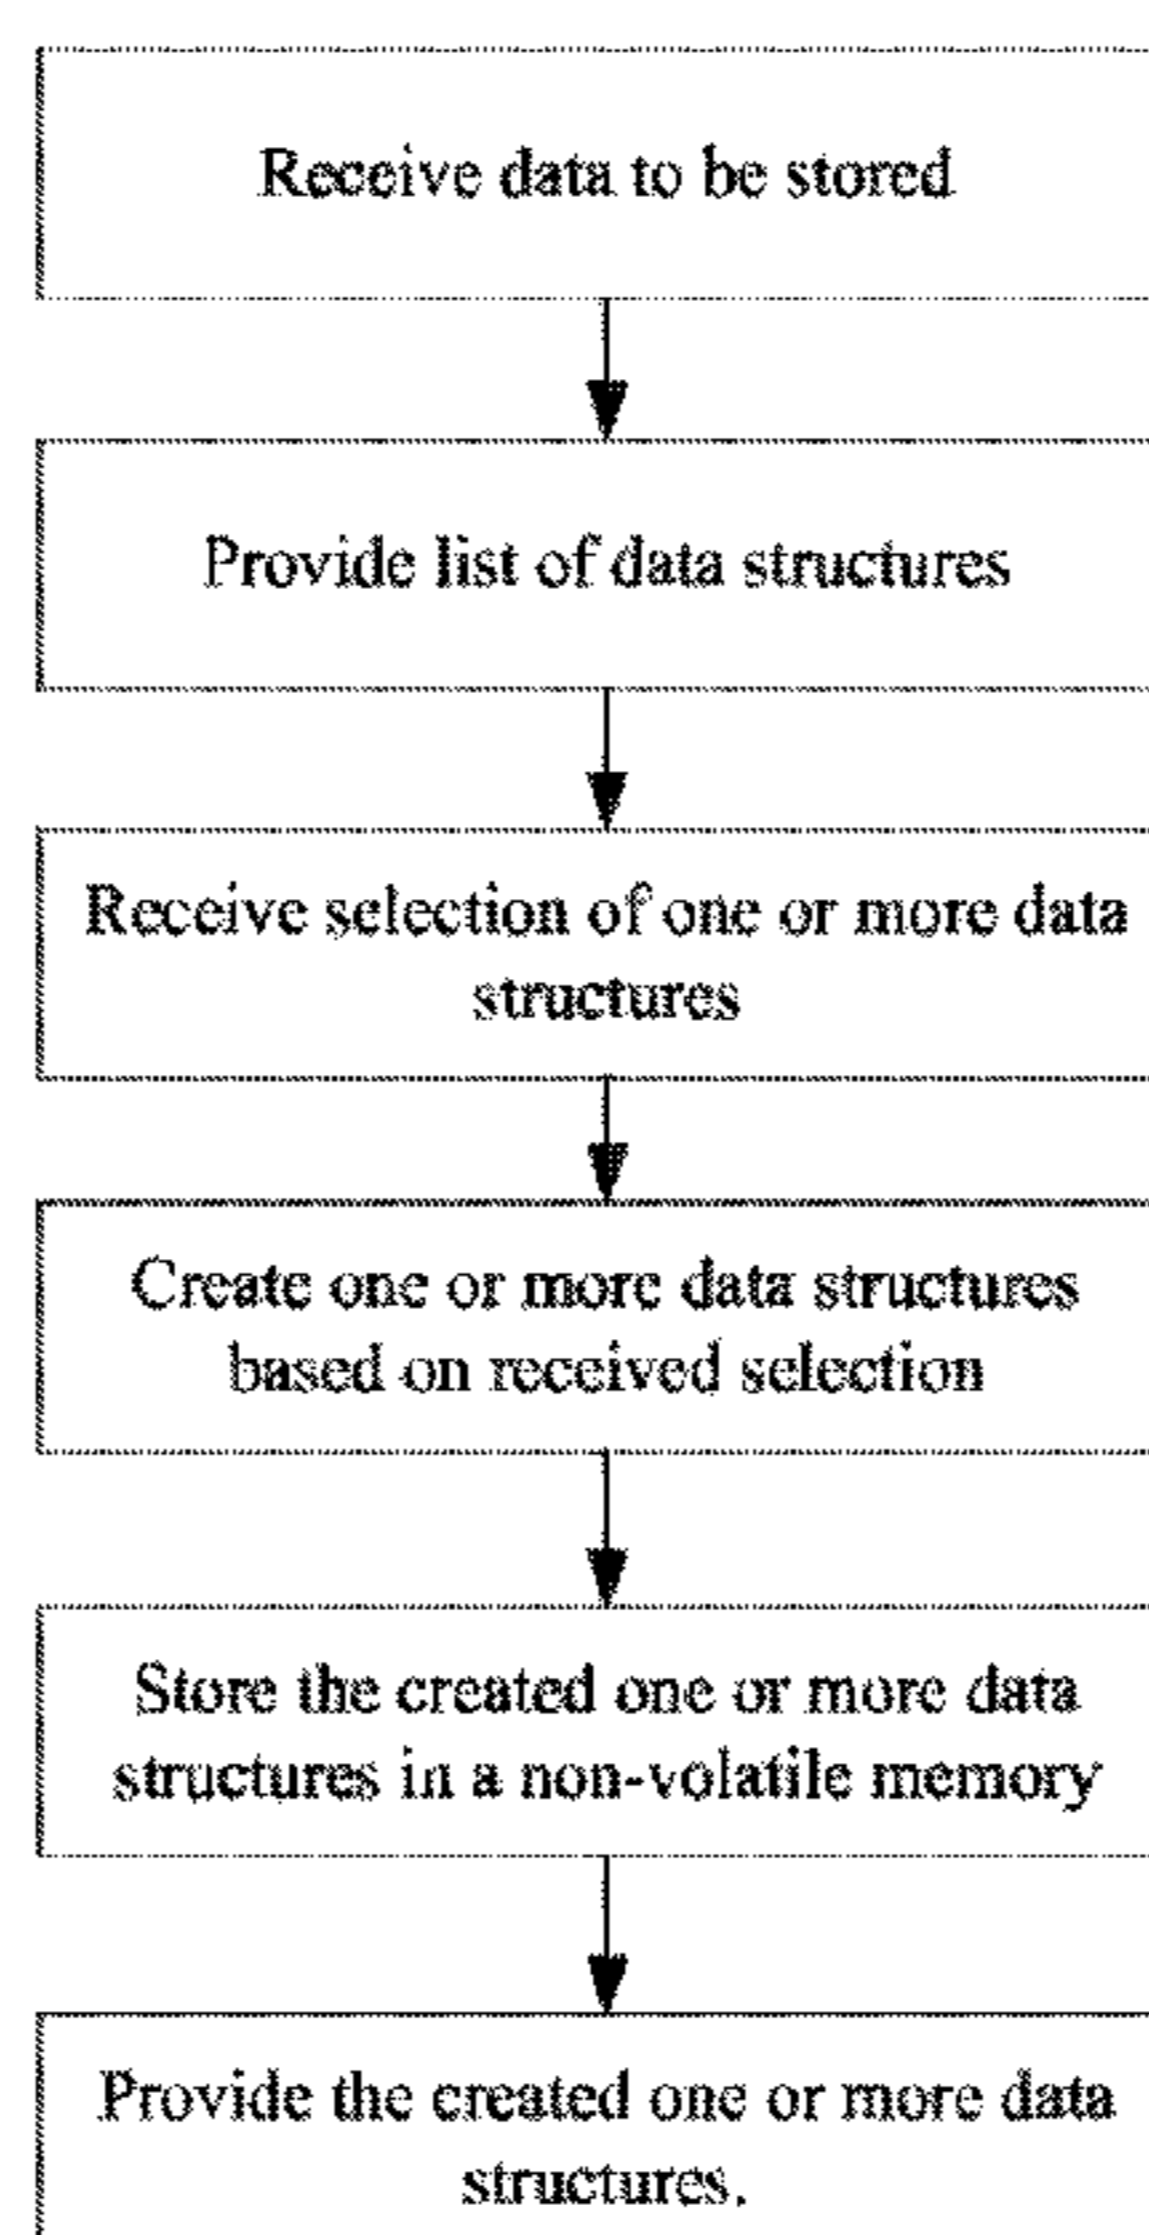 Receive data to be stored
Provide list of data structures
Receive selection of one or more data
structures
Create one or more data structures
based on received selection
Store the created one or more data
structures in a non-volatile memory
Provide the created one or more data
structures.